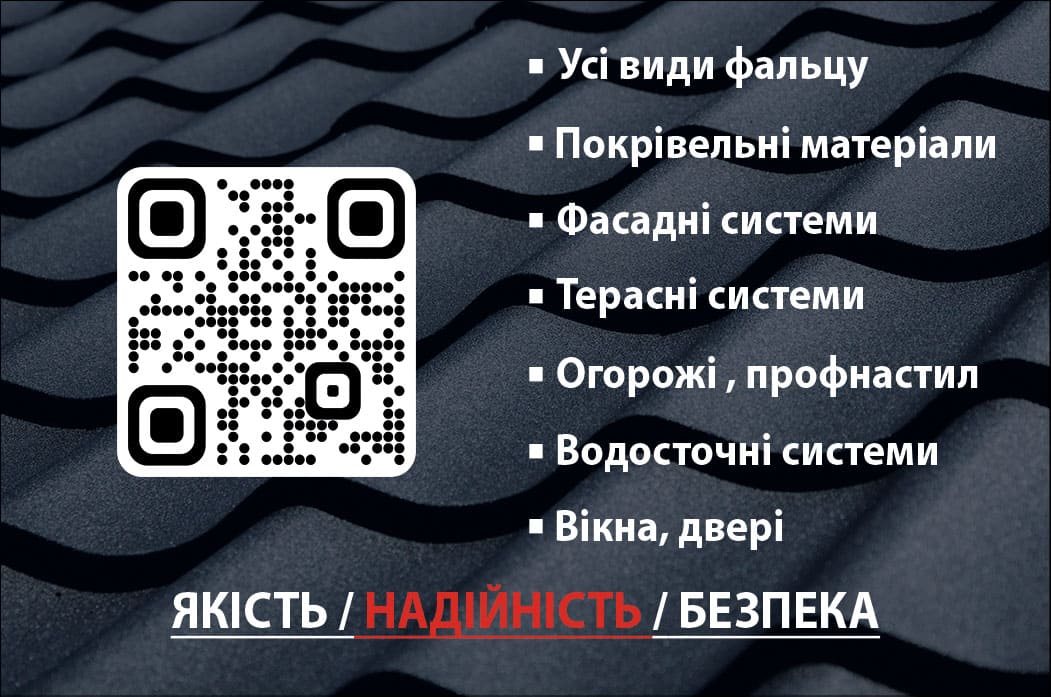 ▪ Усі види фальцу
▪ Покрівельні матеріали
▪ Фасадні системи
▪ Терасні системи
▪ Огорожі , профнастил
▪ Водосточні системи
▪ Вікна, двері
ЯКІСТЬ / НАДІЙНІСТЬ / БЕЗПЕКА